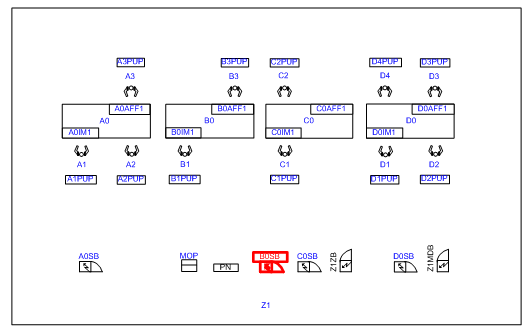 A3PUP B3PUP C2PUP D4PUP D3PUP
A3 B3 C2 D4 D3
A0AFF1 B0AFF1 C0AFF1 D0AFF1
A0 B0 C0 D0
A0IM1 B0IM1 C0IM1 D0IM1
A1 A2 B1 C1 D1 D2
A1PUP A2PUP B1PUP C1PUP D1PUP D2PUP
A0SB MOP PN B0SB C0SB Z1ZB D0SB Z1MDB
Z1